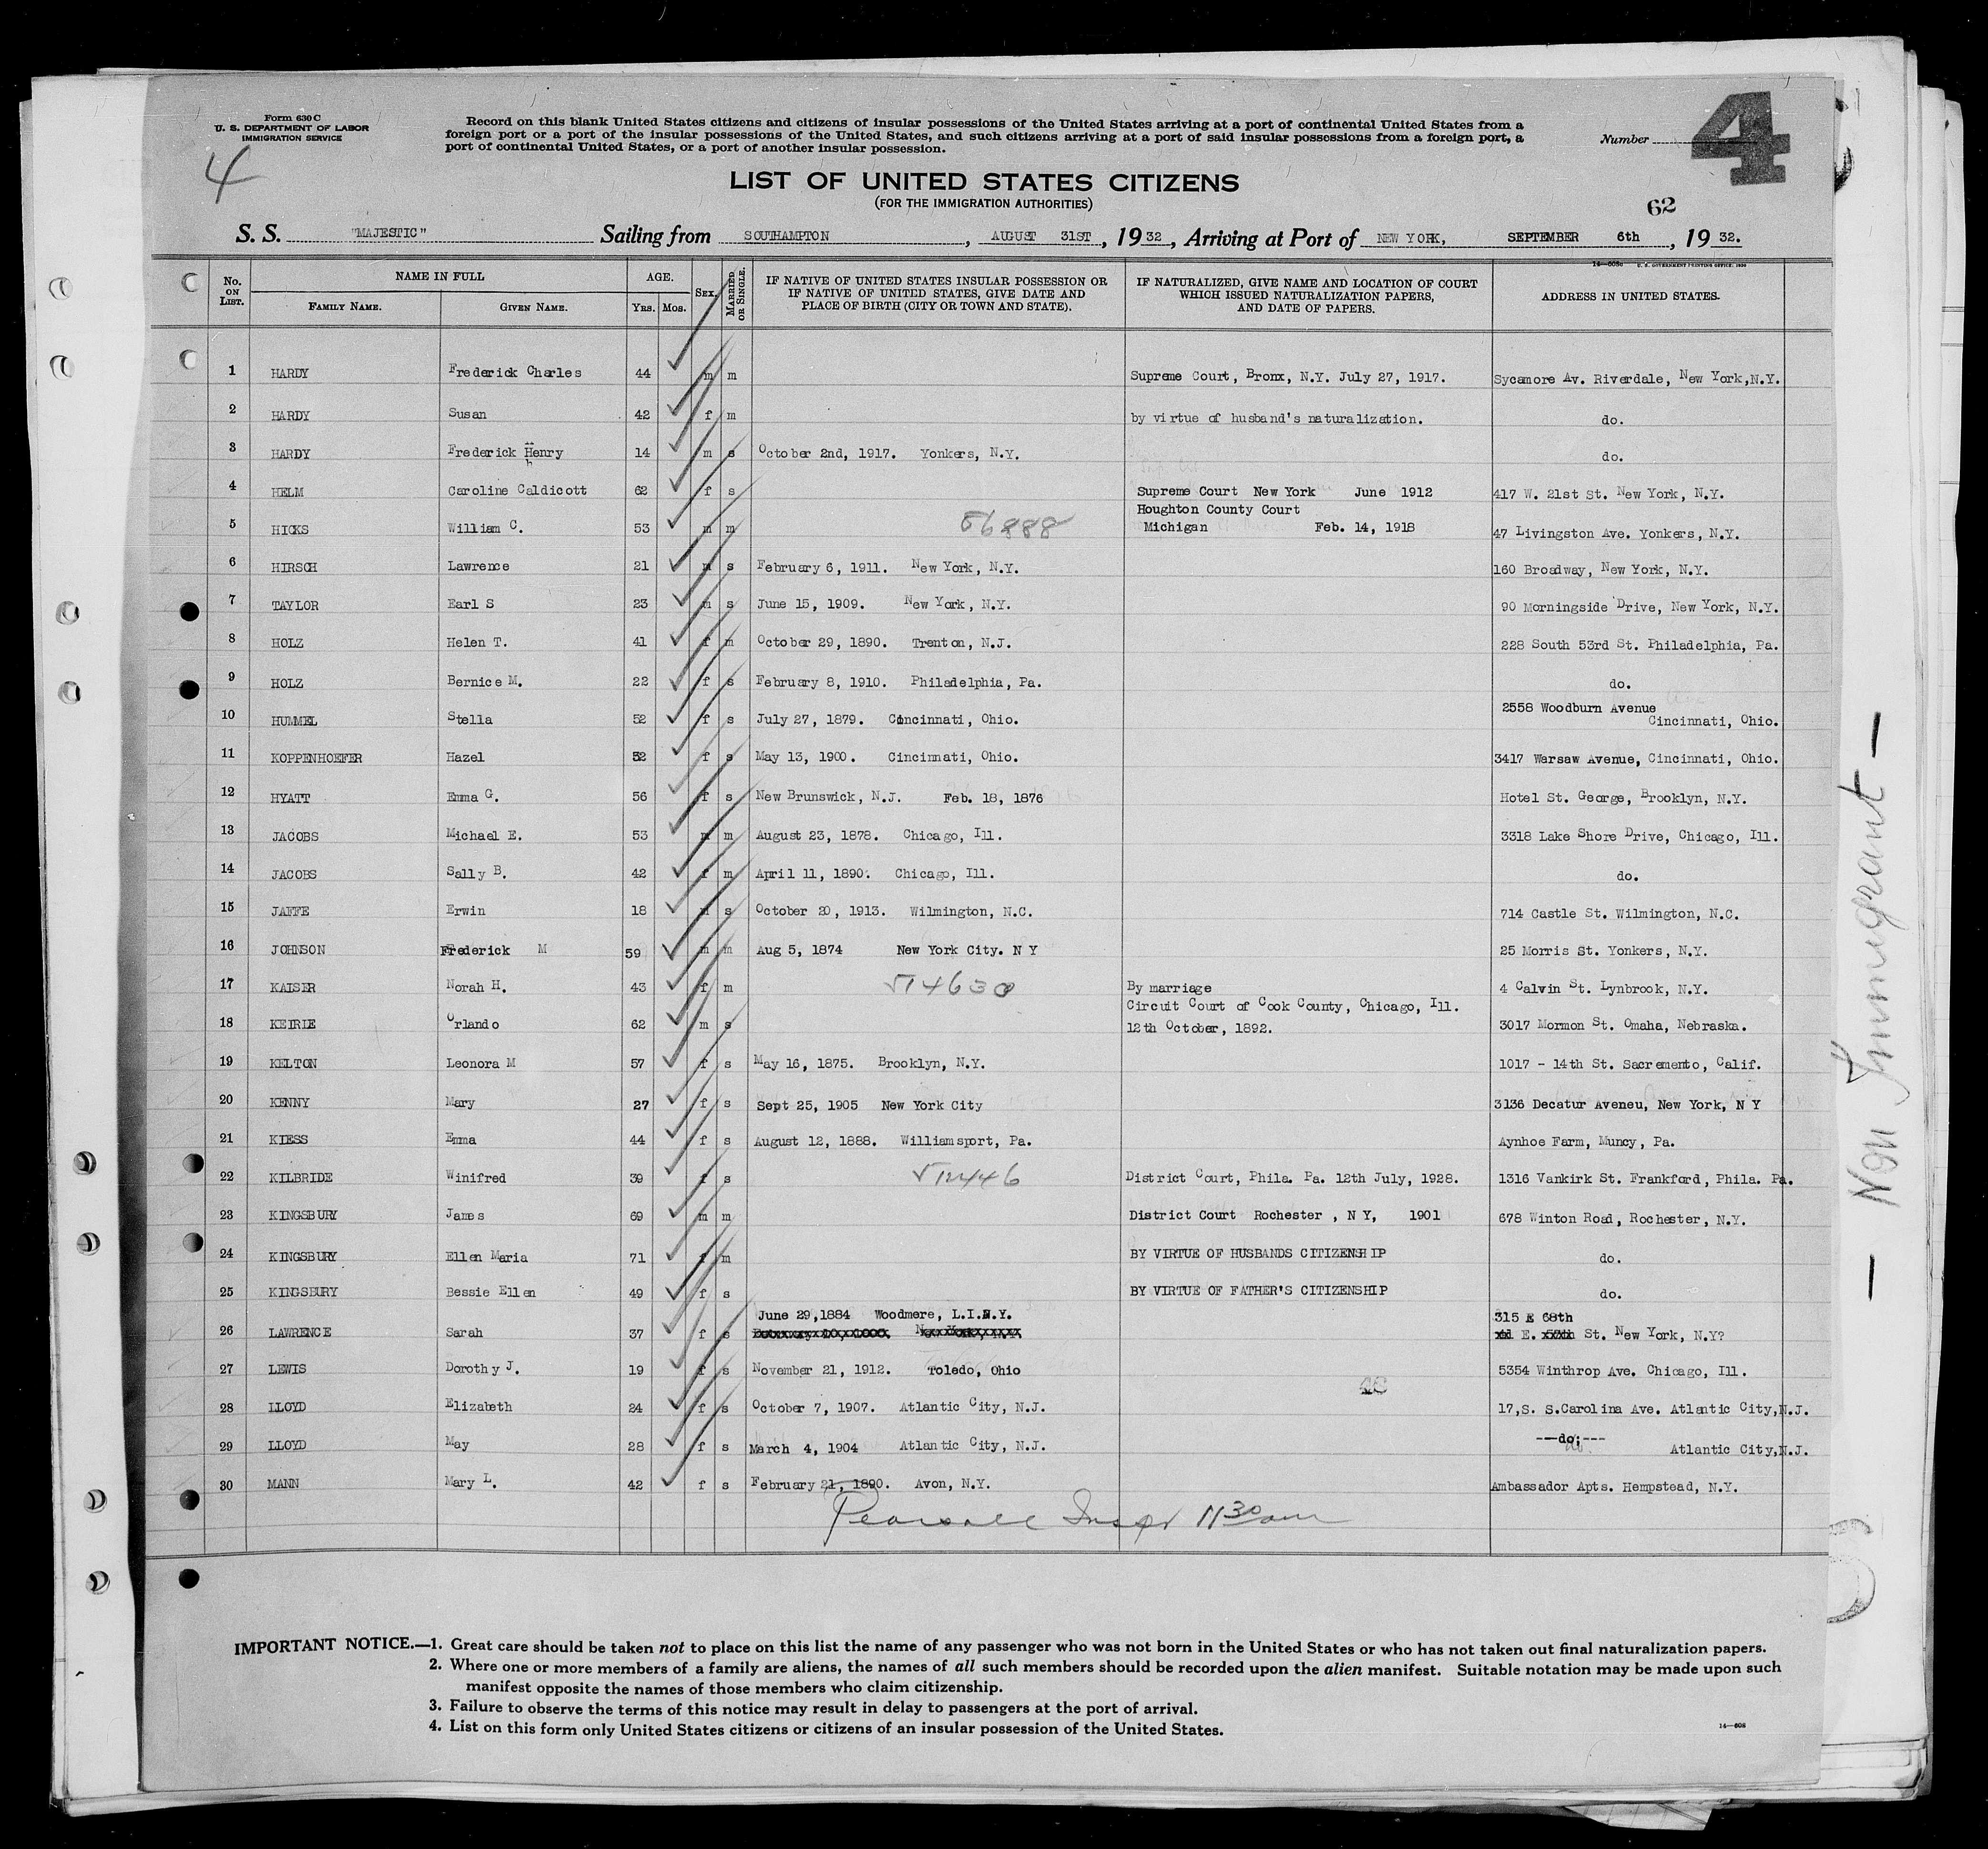 Form 630 C
U. S. DEPARTMENT OF LABOR
IMMIGRATION SERVICE
4
Record on this blank United States citizens and citizens of insular possessions of the United States arriving at a port of continental United States from a
foreign port or a port of the insular possessions of the United States, and such citizens arriving at a port of said insular possessions from a foreign port, a
port of continental United States, or a port of another insular possession.
Number 4
LIST OF UNITED STATES CITIZENS
(FOR THE IMMIGRATION AUTHORITIES)
62
S. S. "MAJESTIC" Sailing from SOUTHAMPTON, AUGUST 31ST, 1932, Arriving at Port of NEW YORK, SEPTEMBER 6th, 1932.
14—608c U. S. GOVERNMENT PRINTING OFFICE: 1930
No. ON LIST. NAME IN FULL FAMILY NAME. GIVEN NAME. AGE. YRS. MOS. SEX. MARRIED OR SINGLE. IF NATIVE OF UNITED STATES INSULAR POSSESSION OR IF NATIVE OF UNITED STATES, GIVE DATE AND PLACE OF BIRTH (CITY OR TOWN AND STATE). IF NATURALIZED, GIVE NAME AND LOCATION OF COURT WHICH ISSUED NATURALIZATION PAPERS, AND DATE OF PAPERS. ADDRESS IN UNITED STATES.
1 HARDY Frederick Charles 44 m m Supreme Court, Bronx, N.Y. July 27, 1917. Sycamore Av. Riverdale, New York, N.Y.
2 HARDY Susan 42 f m by virtue of husband's naturalization. do.
3 HARDY Frederick Henry 14 m s October 2nd, 1917. Yonkers, N.Y. do.
4 HELM Caroline Caldicott 62 f s Supreme Court New York June 1912 417 W. 21st St. New York, N.Y.
Houghton County Court
5 HICKS William C. 53 m m 56888 Michigan Feb. 14, 1918 47 Livingston Ave. Yonkers, N.Y.
6 HIRSCH Lawrence 21 m s February 6, 1911. New York, N.Y. 160 Broadway, New York, N.Y.
7 TAYLOR Earl S 23 m s June 15, 1909. New York, N.Y. 90 Morningside Drive, New York, N.Y.
8 HOLZ Helen T. 41 f m October 29, 1890. Trenton, N.J. 228 South 53rd St. Philadelphia, Pa.
9 HOLZ Bernice M. 22 f s February 8, 1910. Philadelphia, Pa. do.
2558 Woodburn Avenue
10 HUMMEL Stella 52 f s July 27, 1879. Cincinnati, Ohio. Cincinnati, Ohio.
11 KOPPENHOEFER Hazel 32 f s May 13, 1900. Cincinnati, Ohio. 3417 Warsaw Avenue, Cincinnati, Ohio.
12 HYATT Emma G. 56 f s New Brunswick, N.J. Feb. 18, 1876 Hotel St. George, Brooklyn, N.Y.
13 JACOBS Michael E. 53 m m August 23, 1878. Chicago, Ill. 3318 Lake Shore Drive, Chicago, Ill.
14 JACOBS Sally B. 42 f m April 11, 1890. Chicago, Ill. do.
15 JAFFE Erwin 18 m s October 20, 1913. Wilmington, N.C. 714 Castle St. Wilmington, N.C.
16 JOHNSON Frederick M 59 m m Aug 5, 1874 New York City. N Y 25 Morris St. Yonkers, N.Y.
17 KAISER Norah H. 43 f m 514630 By marriage 4 Calvin St. Lynbrook, N.Y.
Circuit Court of Cook County, Chicago, Ill.
18 KEIRLE Orlando 62 m s 12th October, 1892. 3017 Mormon St. Omaha, Nebraska.
19 KELTON Leonora M 57 f s May 16, 1875. Brooklyn, N.Y. 1017 - 14th St. Sacremento, Calif.
20 KENNY Mary 27 f s Sept 25, 1905 New York City 3136 Decatur Aveneu, New York, N Y
21 KIESS Emma 44 f s August 12, 1888. Williamsport, Pa. Aynhoe Farm, Muncy, Pa.
22 KILBRIDE Winifred 39 f s 512446 District Court, Phila. Pa. 12th July, 1928. 1316 Vankirk St. Frankford, Phila. Pa.
23 KINGSBURY James 69 m m District Court Rochester, N Y, 1901 678 Winton Road, Rochester, N.Y.
24 KINGSBURY Ellen Maria 71 f m BY VIRTUE OF HUSBANDS CITIZENSHIP do.
25 KINGSBURY Bessie Ellen 49 f s BY VIRTUE OF FATHER'S CITIZENSHIP do.
June 29,1884 Woodmere, L.I.N.Y. 315 E 68th
26 LAWRENCE Sarah 37 f s E. St. New York, N.Y?
27 LEWIS Dorothy J. 19 f s November 21, 1912. Toledo, Ohio 5354 Winthrop Ave. Chicago, Ill.
28 LLOYD Elizabeth 24 f s October 7, 1907. Atlantic City, N.J. 17,S. S.Carolina Ave. Atlantic City,N.J.
29 LLOYD May 28 f s March 4, 1904 Atlantic City, N.J. --do;--- Atlantic City,N.J.
30 MANN Mary L. 42 f s February 21, 1890. Avon, N.Y. Ambassador Apts. Hempstead, N.Y.
Pearsall Inspr 11 30 am
IMPORTANT NOTICE.—1. Great care should be taken not to place on this list the name of any passenger who was not born in the United States or who has not taken out final naturalization papers.
2. Where one or more members of a family are aliens, the names of all such members should be recorded upon the alien manifest. Suitable notation may be made upon such
manifest opposite the names of those members who claim citizenship.
3. Failure to observe the terms of this notice may result in delay to passengers at the port of arrival.
4. List on this form only United States citizens or citizens of an insular possession of the United States.
14—608
— Non Immigrant —